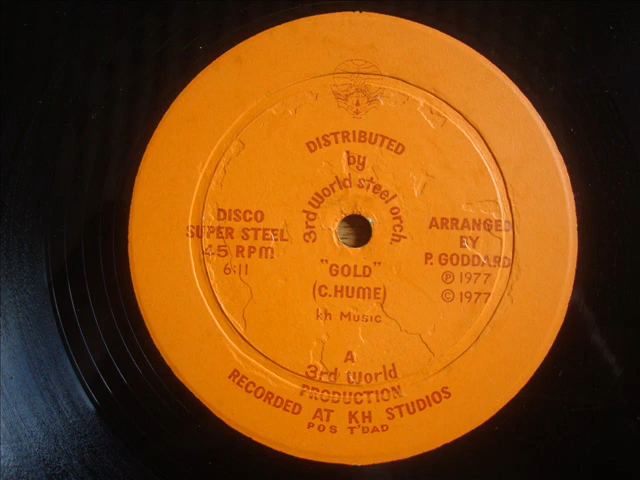 DISTRIBUTED
by
3rd world steel orch.
DISCO
SUPER STEEL
45 RPM
6:11
ARRANGED
BY
P. GODDARD
℗ 1977
© 1977
"GOLD"
(C. HUME)
kh Music
A
3rd world
PRODUCTION
RECORDED AT KH STUDIOS
POS T'DAD